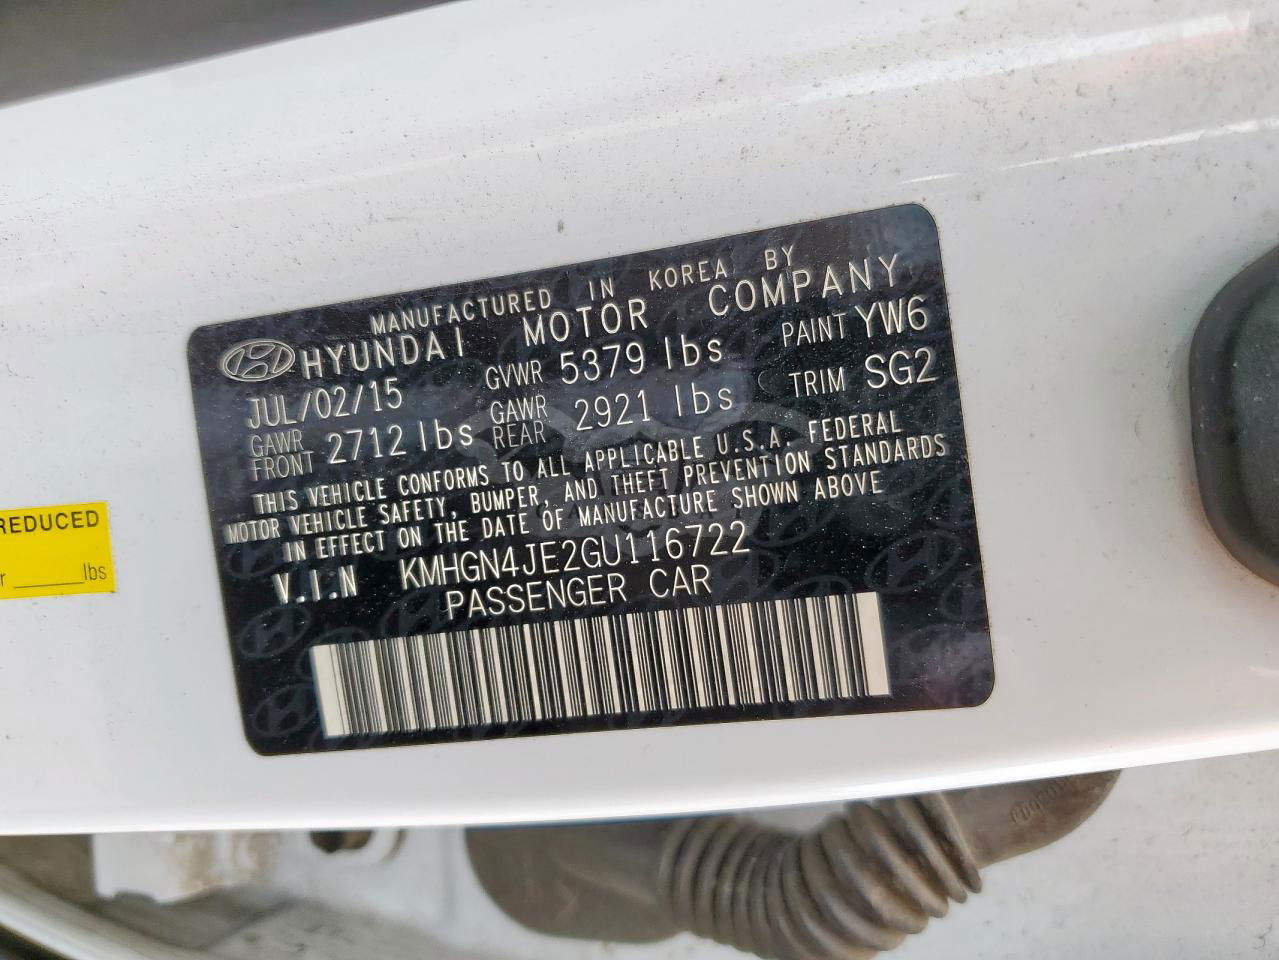 MANUFACTURED IN KOREA BY
HYUNDAI MOTOR COMPANY
JUL/02/15 GVWR 5379 lbs PAINT YW6
GAWR FRONT 2712 lbs GAWR REAR 2921 lbs TRIM SG2
THIS VEHICLE CONFORMS TO ALL APPLICABLE U.S.A. FEDERAL
MOTOR VEHICLE SAFETY, BUMPER, AND THEFT PREVENTION STANDARDS
IN EFFECT ON THE DATE OF MANUFACTURE SHOWN ABOVE
V.I.N KMHGN4JE2GU116722
PASSENGER CAR
REDUCED
lbs